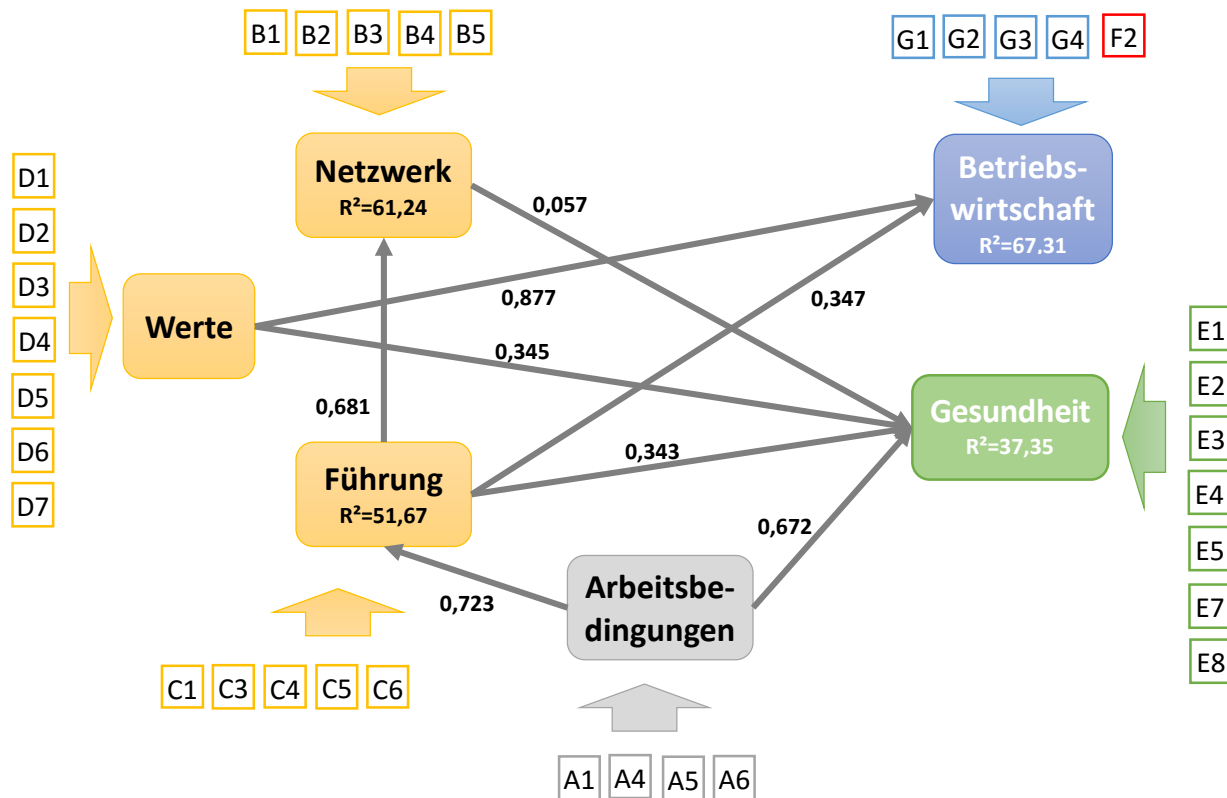 B1 B2 B3 B4 B5
G1 G2 G3 G4 F2
Netzwerk
R²=61,24
Betriebs-
wirtschaft
R²=67,31
D1
D2
D3
D4
D5
D6
D7
Werte
0,057
0,877
0,347
0,345
0,681
0,343
0,672
0,723
Führung
R²=51,67
Gesundheit
R²=37,35
E1
E2
E3
E4
E5
E7
E8
Arbeitsbe-
dingungen
C1 C3 C4 C5 C6
A1 A4 A5 A6